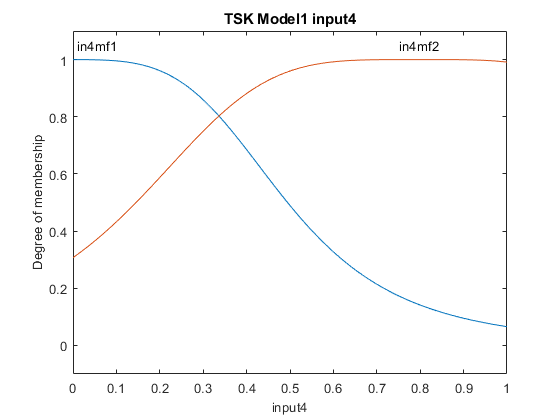 TSK Model1 input4
in4mf1
in4mf2
1
0.8
0.6
0.4
0.2
0
Degree of membership
0 0.1 0.2 0.3 0.4 0.5 0.6 0.7 0.8 0.9 1
input4